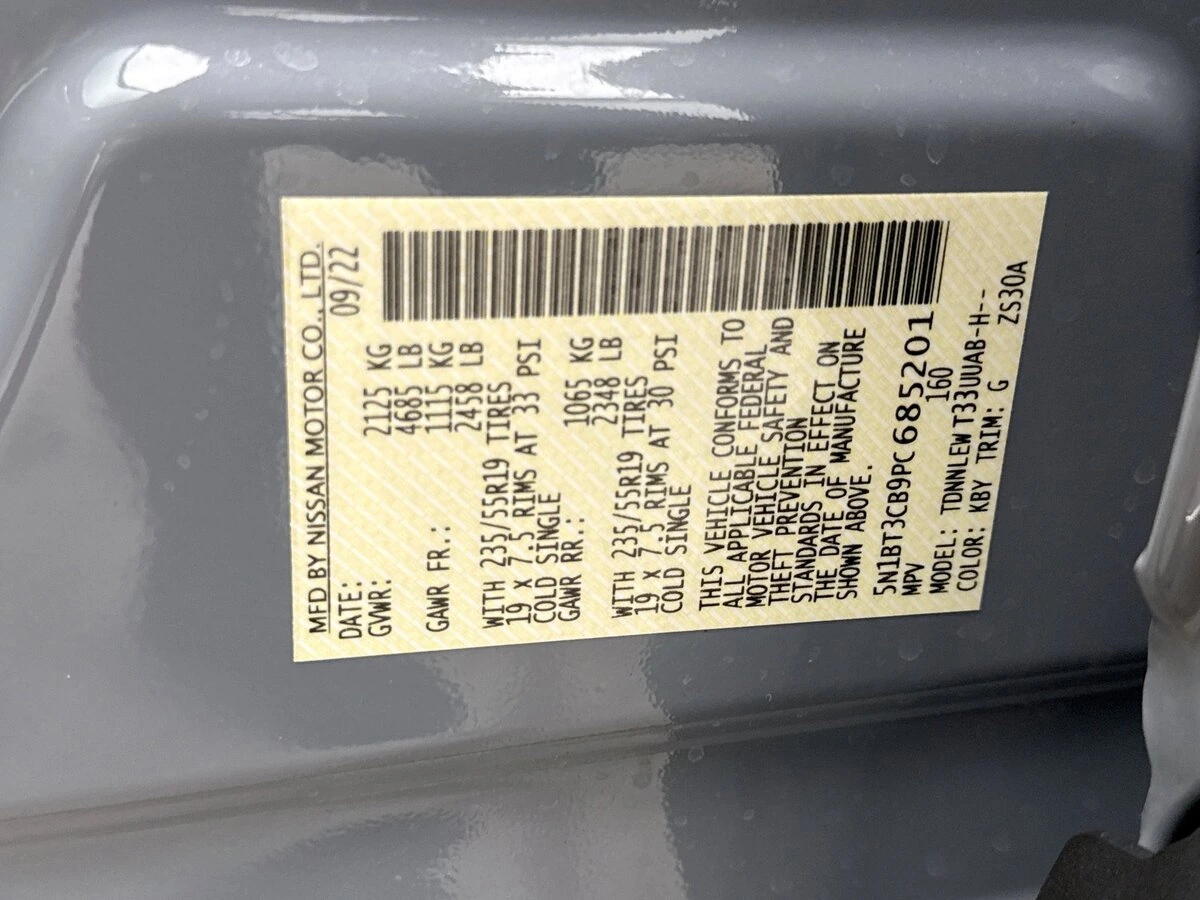 MFD BY NISSAN MOTOR CO., LTD.
DATE: 09/22
GVWR: 2125 KG
4685 LB
GAWR FR.: 1115 KG
2458 LB
WITH 235/55R19 TIRES
19 X 7.5 RIMS AT 33 PSI
COLD SINGLE
GAWR RR.: 1065 KG
2348 LB
WITH 235/55R19 TIRES
19 X 7.5 RIMS AT 30 PSI
COLD SINGLE
THIS VEHICLE CONFORMS TO
ALL APPLICABLE FEDERAL
MOTOR VEHICLE SAFETY AND
THEFT PREVENTION
STANDARDS IN EFFECT ON
THE DATE OF MANUFACTURE
SHOWN ABOVE.
5N1BT3CB9PC685201
MPV 160
MODEL: TDNNLEW T33UUAB-H--
COLOR: KBY TRIM: G ZS30A